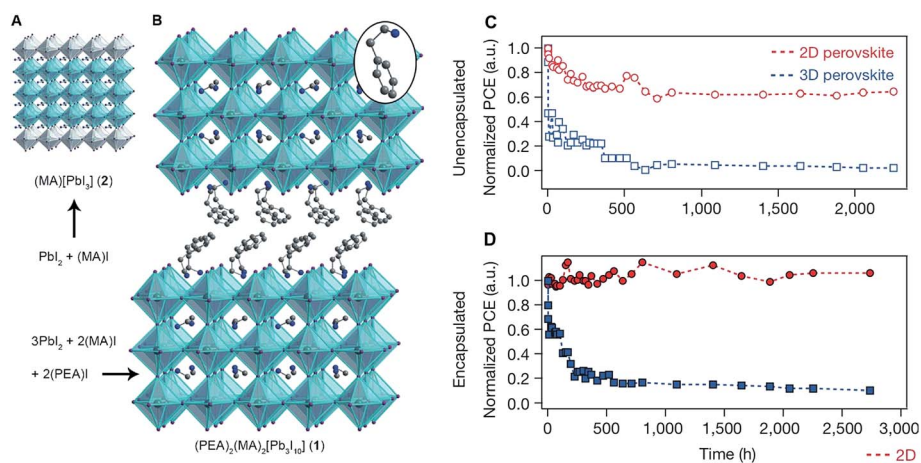 A
B
C
D
(MA)[PbI₃] (2)
PbI₂ + (MA)I
3PbI₂ + 2(MA)I
+ 2(PEA)I
(PEA)₂(MA)₂[Pb₃I₁₀] (1)
Unencapsulated
Normalized PCE (a.u.)
1.0
0.8
0.6
0.4
0.2
0.0
2D perovskite
3D perovskite
0
500
1,000
1,500
2,000
Encapsulated
Normalized PCE (a.u.)
1.0
0.8
0.6
0.4
0.2
0.0
0
500
1,000
1,500
2,000
2,500
3,000
Time (h)
2D